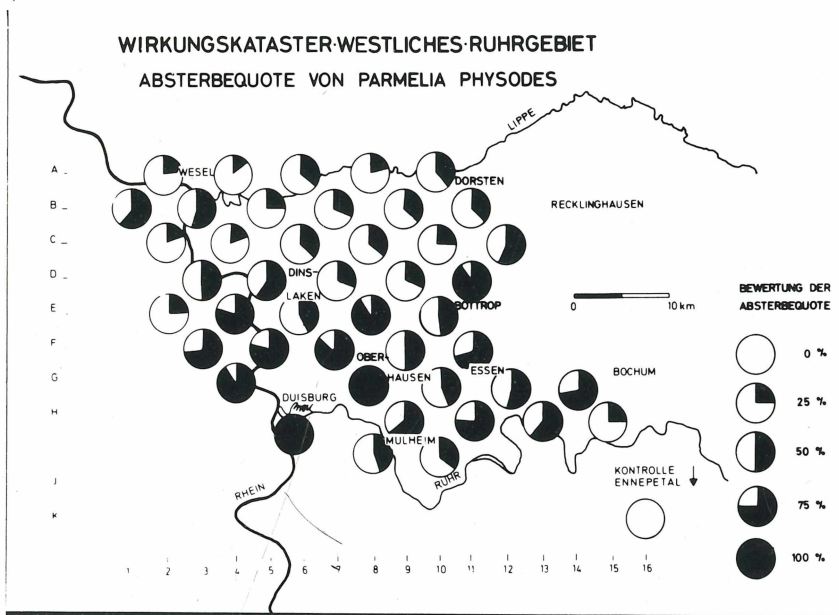 WIRKUNGSKATASTER·WESTLICHES·RUHRGEBIET
ABSTERBEQUOTE VON PARMELIA PHYSODES
LIPPE
A
WESEL
DORSTEN
B
RECKLINGHAUSEN
C
D
DINS-
LAKEN
BEWERTUNG DER
ABSTERBEQUOTE
E
BOTTROP
0 10 km
F
OBER-
HAUSEN
0 %
G
ESSEN
BOCHUM
25 %
H
DUISBURG
MULHEIM
50 %
J
RUHR
KONTROLLE
ENNEPETAL
RHEIN
75 %
K
100 %
1 2 3 4 5 6 7 8 9 10 11 12 13 14 15 16